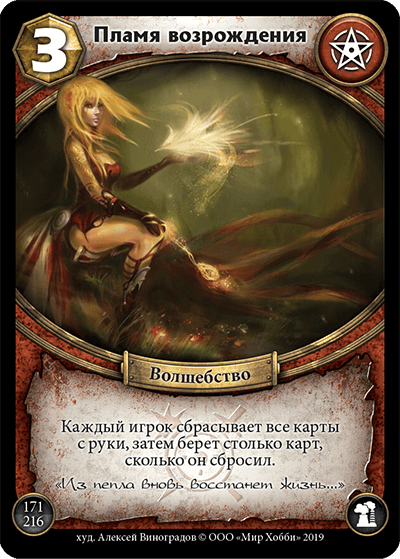 3
Пламя возрождения
Волшебство
Каждый игрок сбрасывает все карты
с руки, затем берет столько карт,
сколько он сбросил.
«Из пепла вновь восстанет жизнь...»
171
216
худ. Алексей Виноградов © ООО «Мир Хобби» 2019